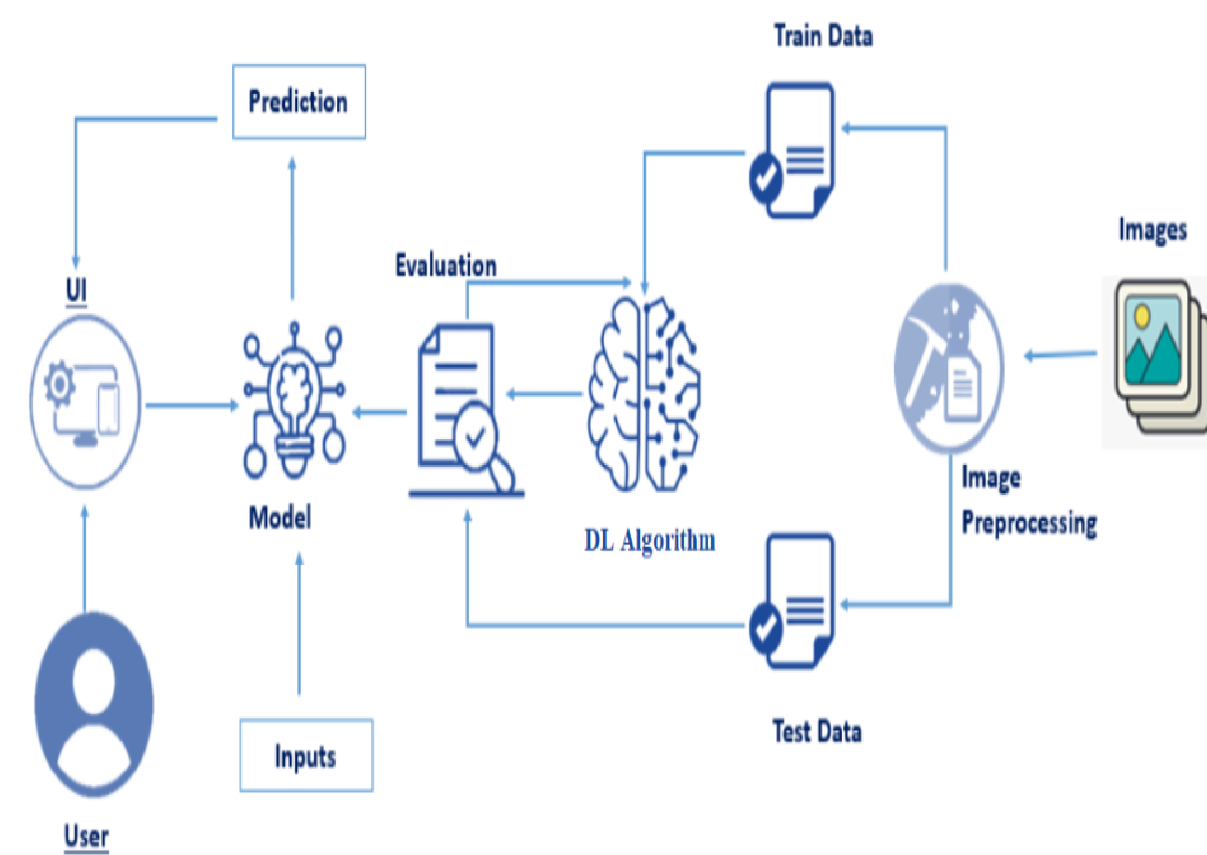 Train Data
Prediction
Images
Evaluation
UI
Image
Preprocessing
Model
DL Algorithm
Test Data
Inputs
User